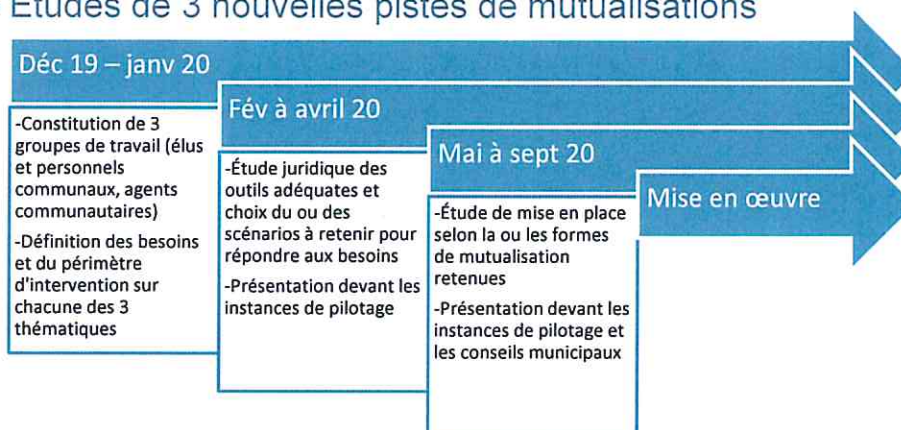 Études de 3 nouvelles pistes de mutualisations
Déc 19 – janv 20
-Constitution de 3
groupes de travail (élus
et personnels
communaux, agents
communautaires)
-Définition des besoins
et du périmètre
d'intervention sur
chacune des 3
thématiques
Fév à avril 20
-Étude juridique des
outils adéquates et
choix du ou des
scénarios à retenir pour
répondre aux besoins
-Présentation devant les
instances de pilotage
Mai à sept 20
-Étude de mise en place
selon la ou les formes
de mutualisation
retenues
-Présentation devant les
instances de pilotage et
les conseils municipaux
Mise en œuvre